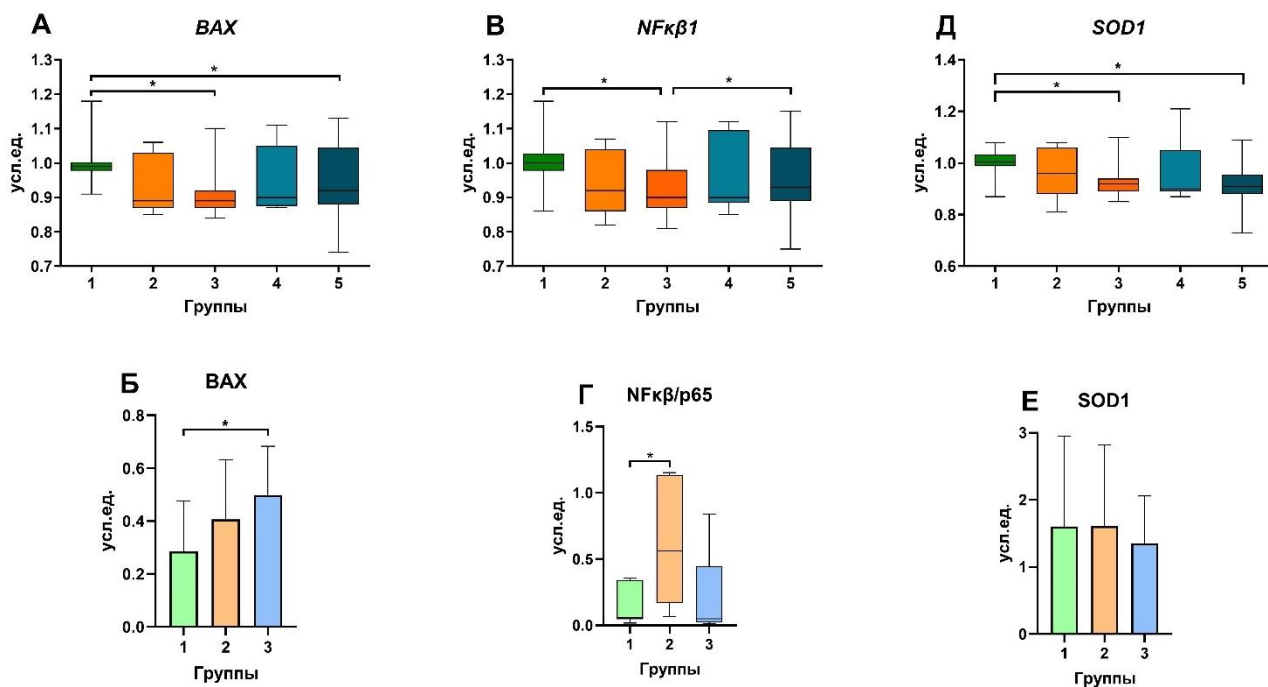 А
BAX
усл.ед.
1.3
1.2
1.1
1.0
0.9
0.8
0.7
*
*
1 2 3 4 5
Группы
В
NFκβ1
усл.ед.
1.3
1.2
1.1
1.0
0.9
0.8
0.7
*
*
1 2 3 4 5
Группы
Д
SOD1
усл.ед.
1.4
1.2
1.0
0.8
0.6
*
*
1 2 3 4 5
Группы
Б
BAX
усл.ед.
0.8
0.6
0.4
0.2
0.0
*
1 2 3
Группы
Г
NFκβ/p65
усл.ед.
1.5
1.0
0.5
0.0
*
1 2 3
Группы
Е
SOD1
усл.ед.
3
2
1
0
1 2 3
Группы